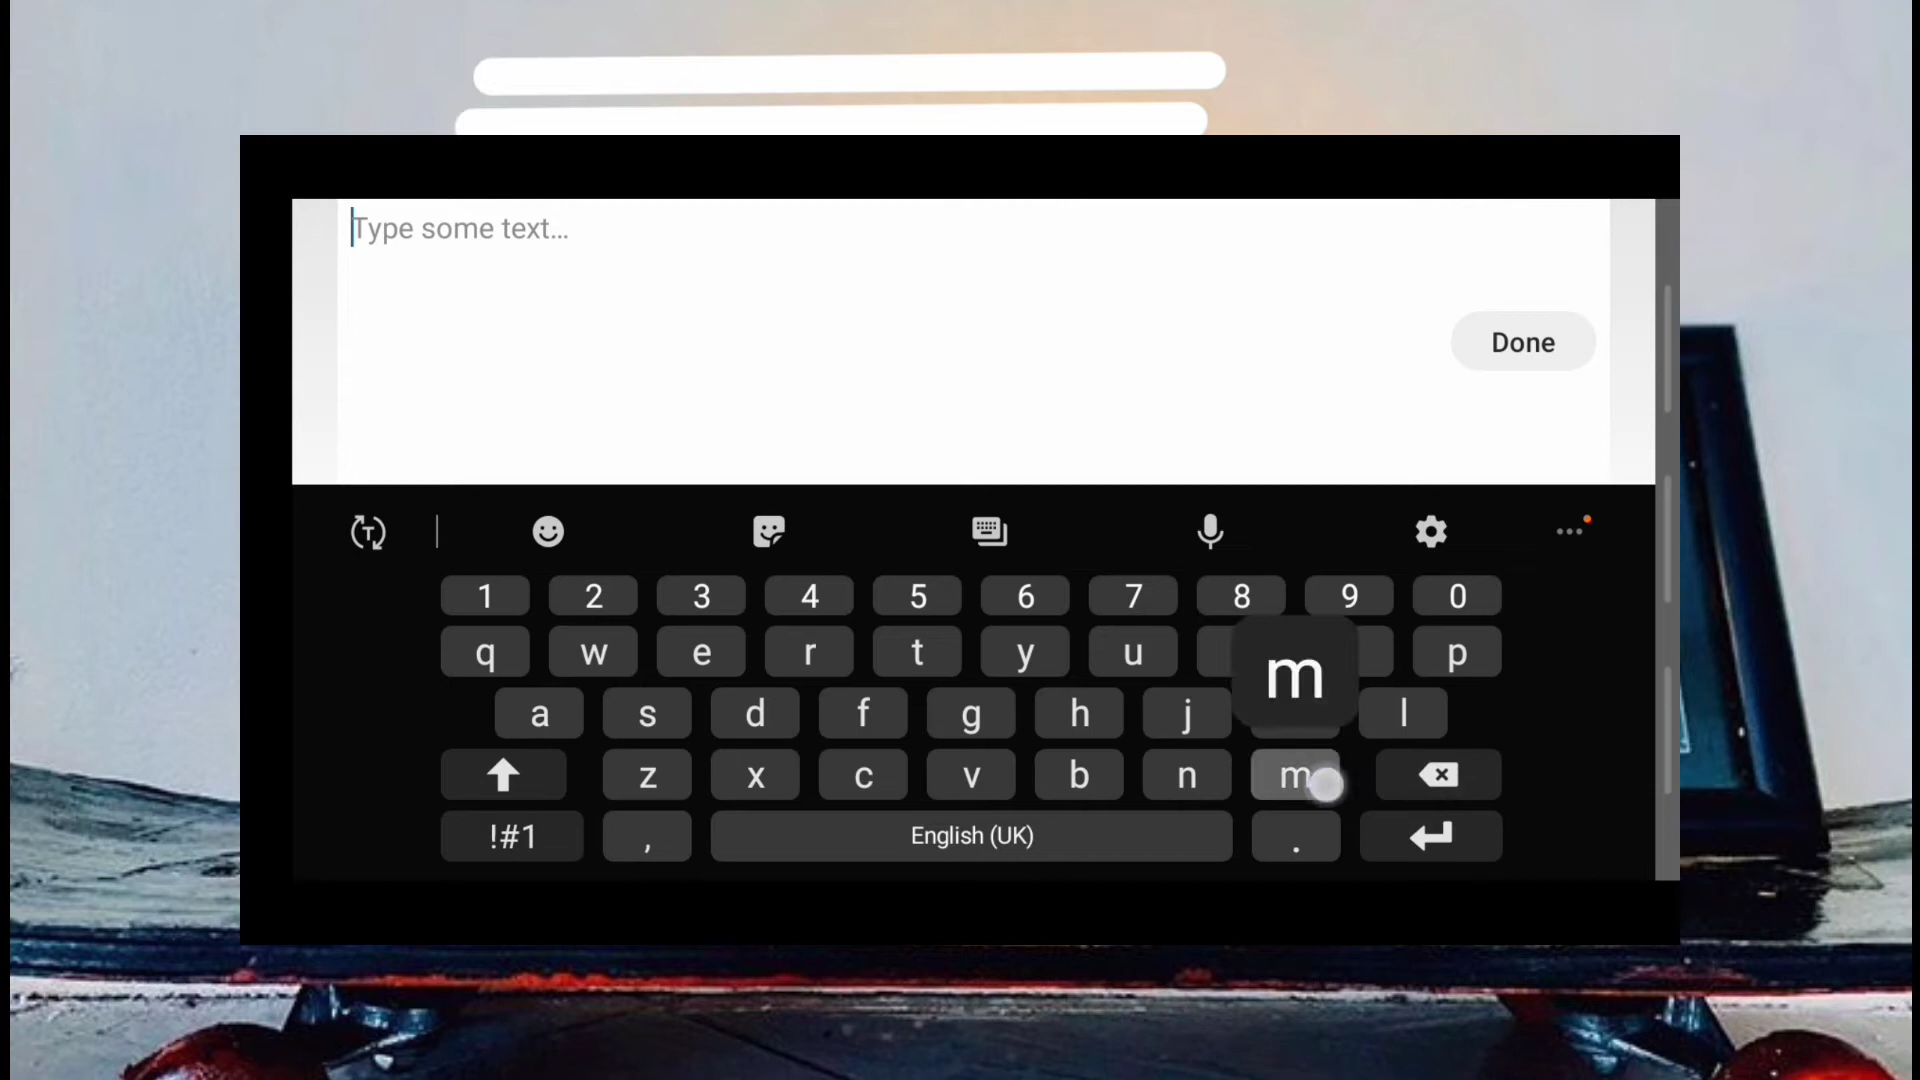 Type some text...
Done
T
1 2 3 4 5 6 7 8 9 0
q w e r t y u p
m
a s d f g h j l
z x c v b n m
!#1 , English (UK) .